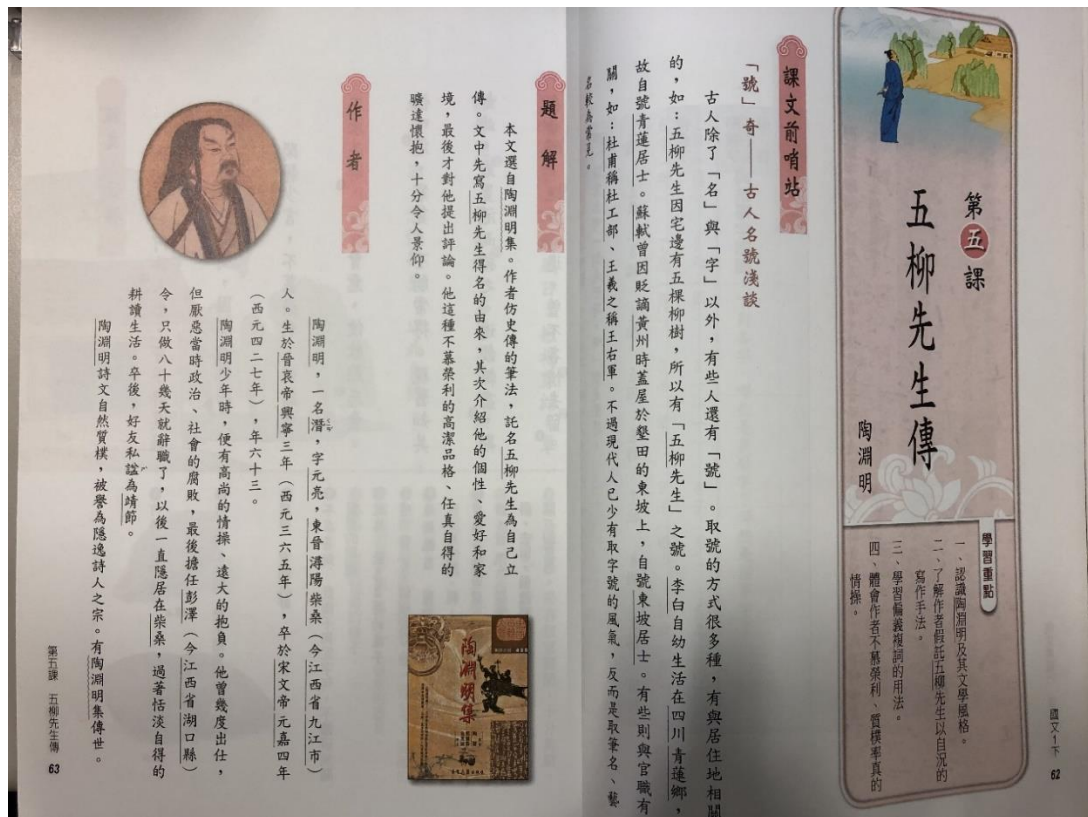 第五課
五柳先生傳
陶淵明
學習重點
一、認識陶淵明及其文學風格。
二、了解作者假託五柳先生以自況的
寫作手法。
三、學習偏義複詞的用法。
四、體會作者不慕榮利、質樸率真的
情操。
國文1下 62
課文前哨站
「號」奇——古人名號淺談
古人除了「名」與「字」以外，有些人還有「號」。取號的方式很多種，有與居住地相關
的，如：五柳先生因宅邊有五棵柳樹，所以有「五柳先生」之號。李白自幼生活在四川青蓮鄉，
故自號青蓮居士。蘇軾曾因貶謫黃州時蓋屋於墾田的東坡上，自號東坡居士。有些則與官職有
關，如：杜甫稱杜工部、王羲之稱王右軍。不過現代人已少有取字號的風氣，反而是取筆名、藝
名較為常見。
題解
本文選自陶淵明集。作者仿史傳的筆法，託名五柳先生為自己立
傳。文中先寫五柳先生得名的由來，其次介紹他的個性、愛好和家
境，最後才對他提出評論。他這種不慕榮利的高潔品格、任真自得的
曠達懷抱，十分令人景仰。
陶淵明集
作者
陶淵明，一名潛，字元亮，東晉潯陽柴桑（今江西省九江市）
人。生於晉哀帝興寧三年（西元三六五年），卒於宋文帝元嘉四年
（西元四二七年），年六十三。
陶淵明少年時，便有高尚的情操、遠大的抱負。他曾幾度出任，
但厭惡當時政治、社會的腐敗，最後擔任彭澤（今江西省湖口縣）
令，只做八十幾天就辭職了，以後一直隱居在柴桑，過著恬淡自得的
耕讀生活。卒後，好友私諡為靖節。
陶淵明詩文自然質樸，被譽為隱逸詩人之宗。有陶淵明集傳世。
第五課 五柳先生傳 63